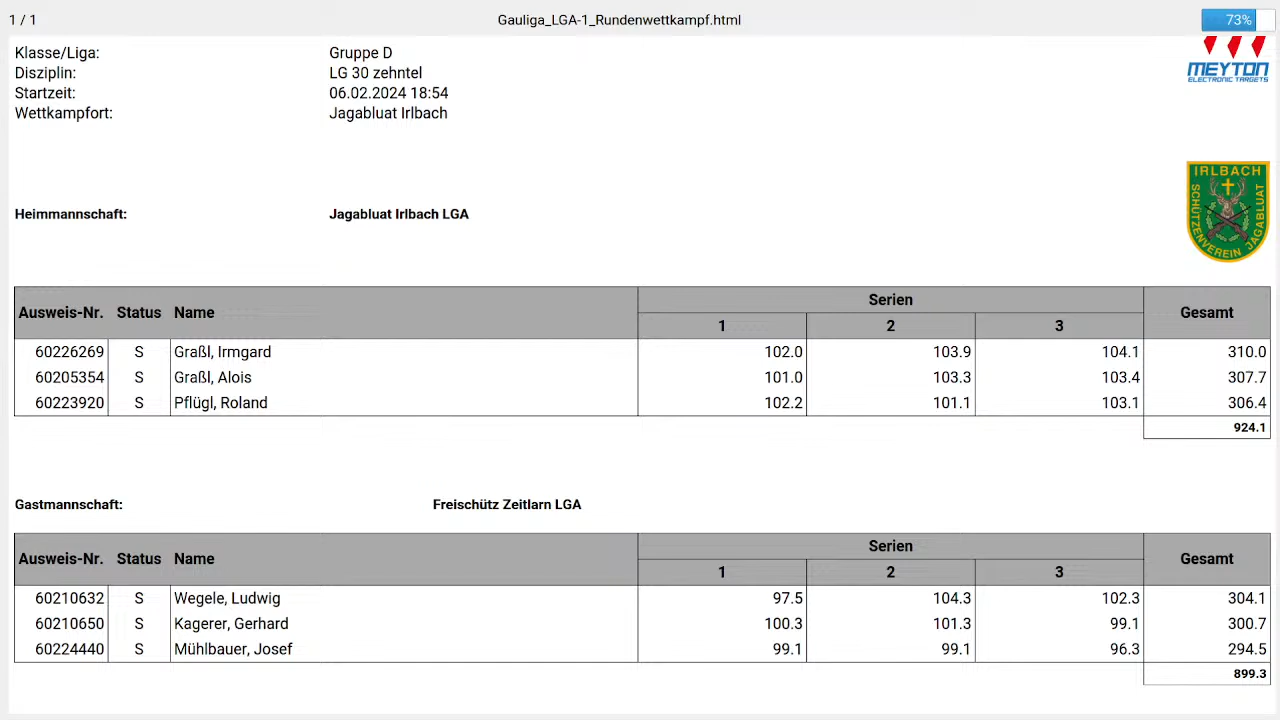 1 / 1 Gauliga_LGA-1_Rundenwettkampf.html 73%
Klasse/Liga: Gruppe D
Disziplin: LG 30 zehntel
Startzeit: 06.02.2024 18:54
Wettkampfort: Jagabluat Irlbach
MEYTON
ELECTRONIC TARGETS
IRLBACH
SCHÜTZENVEREIN JAGABLUAT
Heimmannschaft: Jagabluat Irlbach LGA
Ausweis-Nr. Status Name Serien Gesamt
1 2 3
60226269 S Graßl, Irmgard 102.0 103.9 104.1 310.0
60205354 S Graßl, Alois 101.0 103.3 103.4 307.7
60223920 S Pflügl, Roland 102.2 101.1 103.1 306.4
924.1
Gastmannschaft: Freischütz Zeitlarn LGA
Ausweis-Nr. Status Name Serien Gesamt
1 2 3
60210632 S Wegele, Ludwig 97.5 104.3 102.3 304.1
60210650 S Kagerer, Gerhard 100.3 101.3 99.1 300.7
60224440 S Mühlbauer, Josef 99.1 99.1 96.3 294.5
899.3